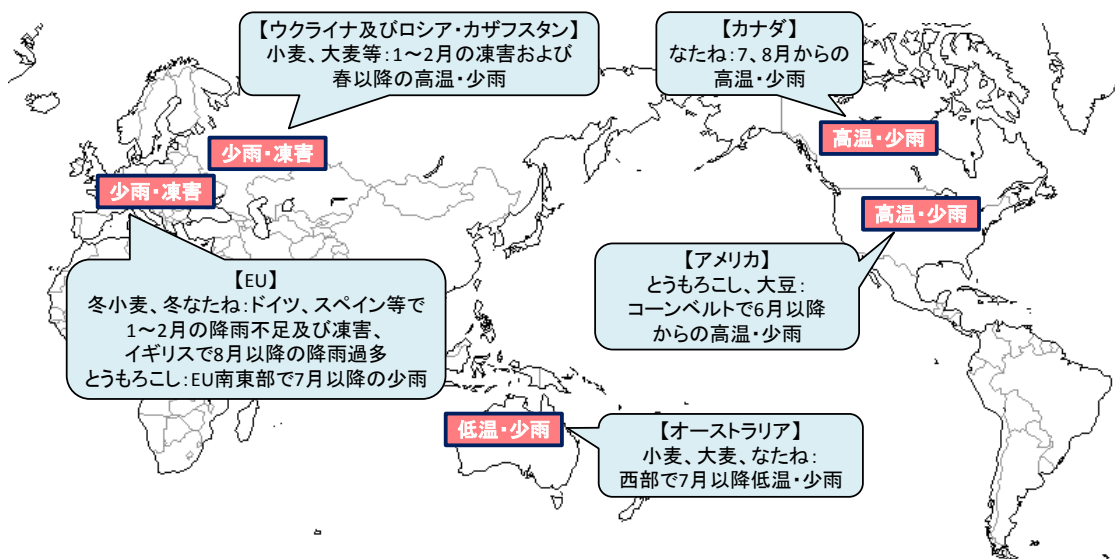 【ウクライナ及びロシア・カザフスタン】
小麦、大麦等:1～2月の凍害および
春以降の高温・少雨
【カナダ】
なたね:7、8月からの
高温・少雨
少雨・凍害
高温・少雨
少雨・凍害
高温・少雨
【EU】
冬小麦、冬なたね:ドイツ、スペイン等で
1～2月の降雨不足及び凍害、
イギリスで8月以降の降雨過多
とうもろこし:EU南東部で7月以降の少雨
【アメリカ】
とうもろこし、大豆:
コーンベルトで6月以降
からの高温・少雨
低温・少雨
【オーストラリア】
小麦、大麦、なたね:
西部で7月以降低温・少雨